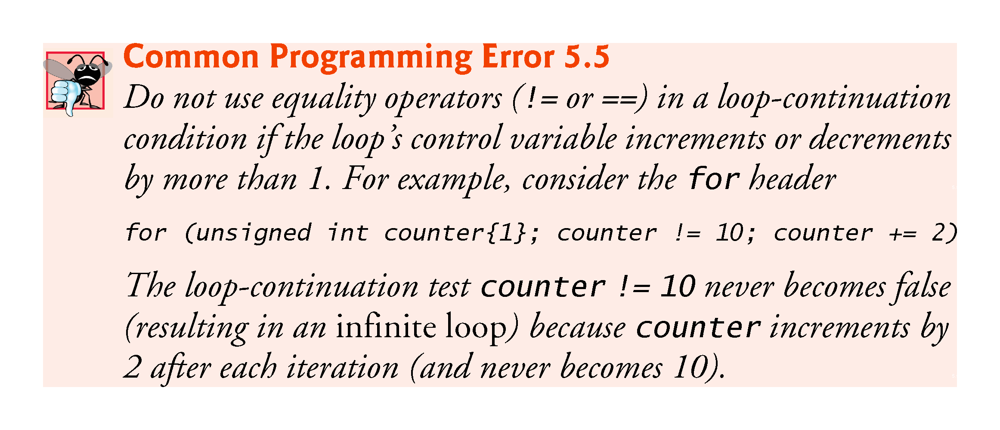 Common Programming Error 5.5
Do not use equality operators (!= or ==) in a loop-continuation
condition if the loop’s control variable increments or decrements
by more than 1. For example, consider the for header
for (unsigned int counter{1}; counter != 10; counter += 2)
The loop-continuation test counter != 10 never becomes false
(resulting in an infinite loop) because counter increments by
2 after each iteration (and never becomes 10).